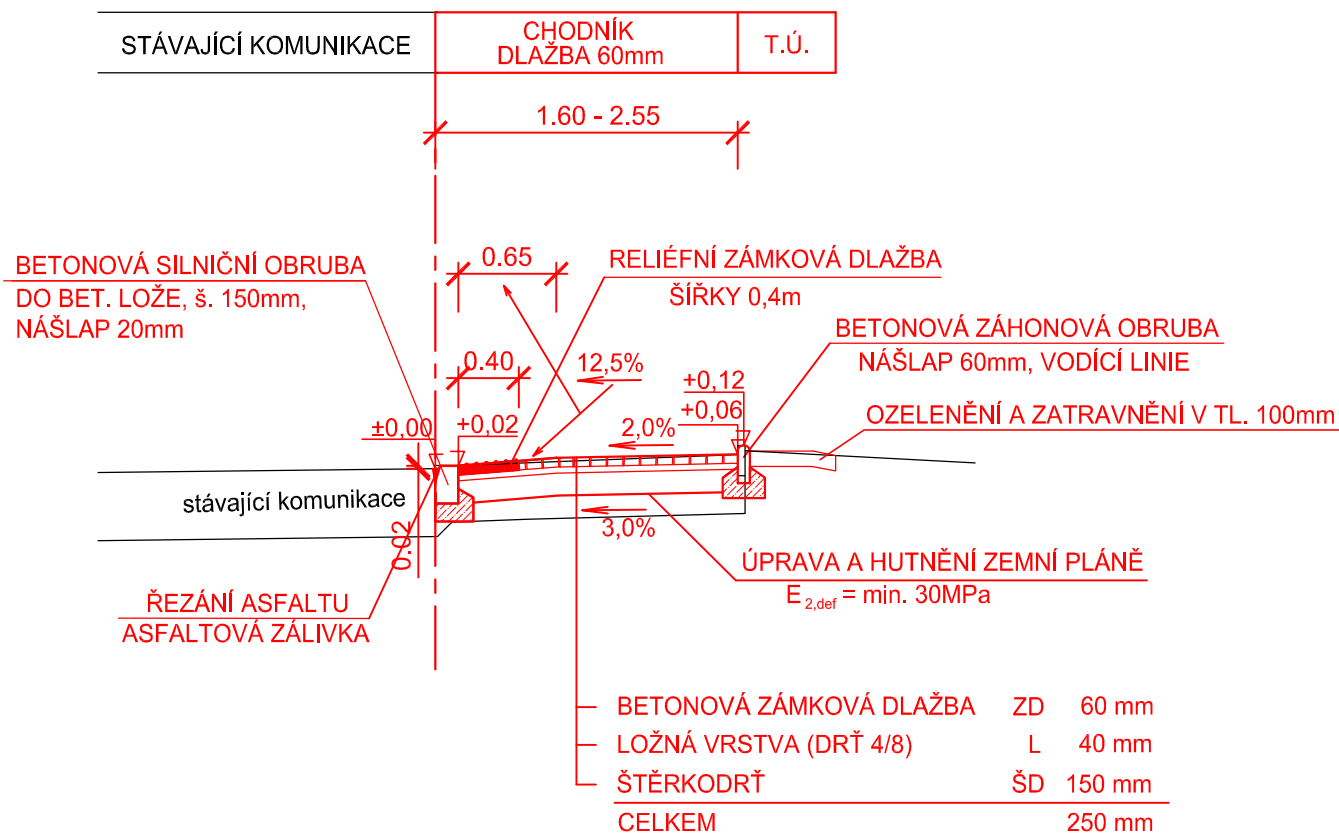 STÁVAJÍCÍ KOMUNIKACE
CHODNÍK
DLAŽBA 60mm
T.Ú.
1.60 - 2.55
BETONOVÁ SILNIČNÍ OBRUBA
DO BET. LOŽE, š. 150mm,
NÁŠLAP 20mm
0.65
RELIÉFNÍ ZÁMKOVÁ DLAŽBA
ŠÍŘKY 0,4m
BETONOVÁ ZÁHONOVÁ OBRUBA
NÁŠLAP 60mm, VODÍCÍ LINIE
0.40
12,5%
+0,12
+0,06
OZELENĚNÍ A ZATRAVNĚNÍ V TL. 100mm
±0,00
+0,02
2,0%
stávající komunikace
0.02
3,0%
ÚPRAVA A HUTNĚNÍ ZEMNÍ PLÁNĚ
E 2,def = min. 30MPa
ŘEZÁNÍ ASFALTU
ASFALTOVÁ ZÁLIVKA
BETONOVÁ ZÁMKOVÁ DLAŽBA ZD 60 mm
LOŽNÁ VRSTVA (DRŤ 4/8) L 40 mm
ŠTĚRKODRŤ ŠD 150 mm
CELKEM 250 mm